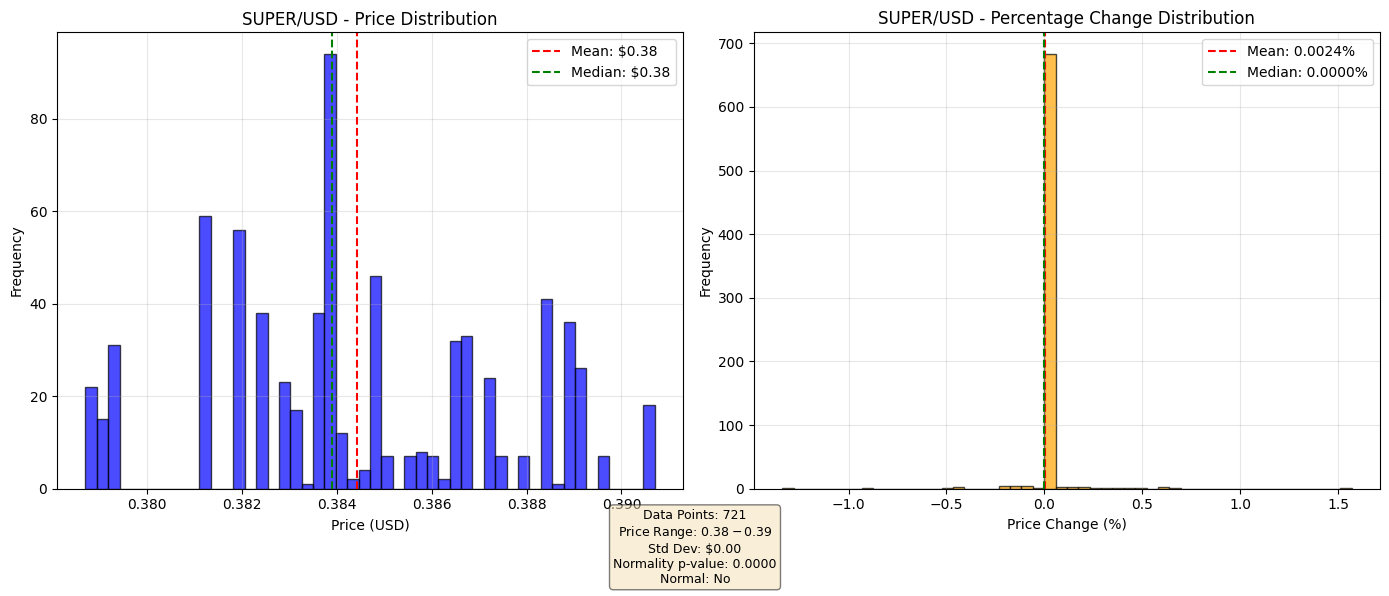 SUPER/USD - Price Distribution
Mean: $0.38
Median: $0.38
Frequency
80
60
40
20
0
0.380
0.382
0.384
0.386
0.388
0.390
Price (USD)
SUPER/USD - Percentage Change Distribution
Mean: 0.0024%
Median: 0.0000%
Frequency
700
600
500
400
300
200
100
0
−1.0
−0.5
0.0
0.5
1.0
1.5
Price Change (%)
Data Points: 721
Price Range: 0.38 − 0.39
Std Dev: $0.00
Normality p-value: 0.0000
Normal: No